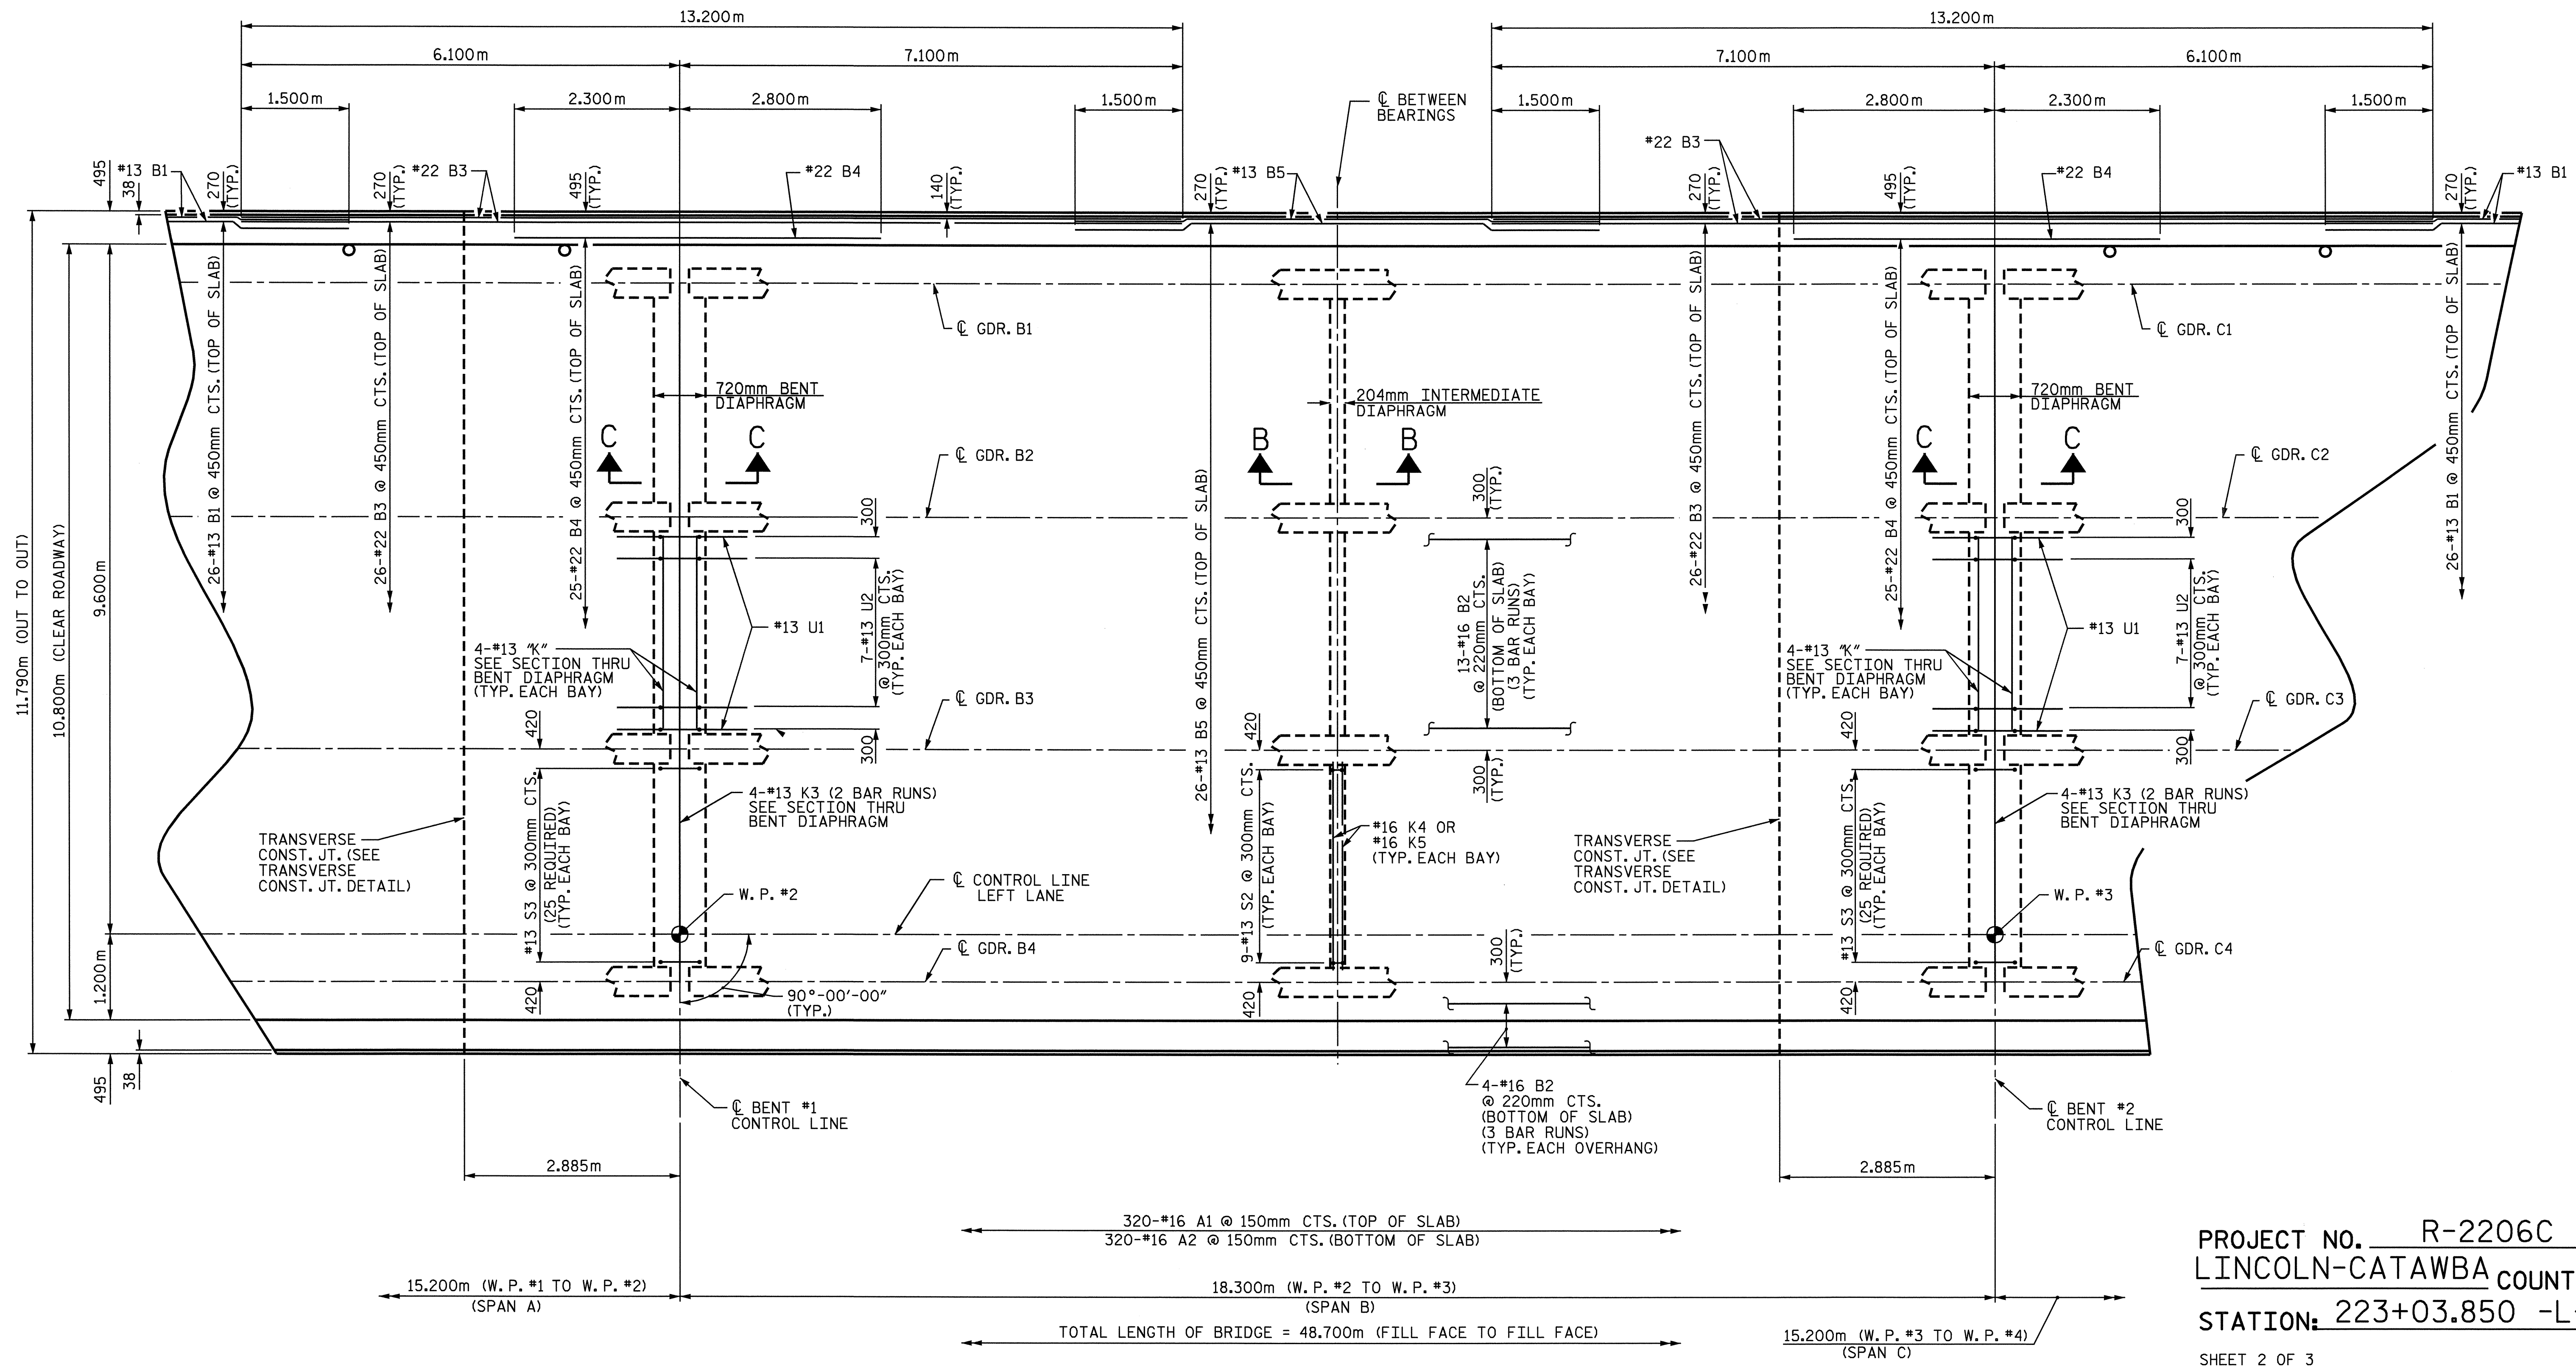 13.200m
13.200m
6.100m
7.100m
7.100m
6.100m
1.500m
2.300m
2.800m
1.500m
℄ BETWEEN
BEARINGS
1.500m
2.800m
2.300m
1.500m
495
38
#13 B1
270
(TYP.)
270
(TYP.)
#22 B3
495
(TYP.)
#22 B4
140
(TYP.)
270
(TYP.)
#13 B5
#22 B3
270
(TYP.)
495
(TYP.)
#22 B4
270
(TYP.)
#13 B1
11.790m (OUT TO OUT)
10.800m (CLEAR ROADWAY)
9.600m
1.200m
26-#13 B1 @ 450mm CTS. (TOP OF SLAB)
26-#22 B3 @ 450mm CTS. (TOP OF SLAB)
25-#22 B4 @ 450mm CTS. (TOP OF SLAB)
26-#13 B5 @ 450mm CTS. (TOP OF SLAB)
26-#22 B3 @ 450mm CTS. (TOP OF SLAB)
25-#22 B4 @ 450mm CTS. (TOP OF SLAB)
26-#13 B1 @ 450mm CTS. (TOP OF SLAB)
℄ GDR. B1
℄ GDR. C1
720mm BENT
DIAPHRAGM
204mm INTERMEDIATE
DIAPHRAGM
720mm BENT
DIAPHRAGM
C
C
B
B
C
C
℄ GDR. B2
℄ GDR. C2
300
300
(TYP.)
300
7-#13 U2
@ 300mm CTS.
(TYP. EACH BAY)
#13 U1
13-#16 B2
@ 220mm CTS.
(BOTTOM OF SLAB)
(3 BAR RUNS)
(TYP. EACH BAY)
7-#13 U2
@ 300mm CTS.
(TYP. EACH BAY)
#13 U1
4-#13 "K"
SEE SECTION THRU
BENT DIAPHRAGM
(TYP. EACH BAY)
4-#13 "K"
SEE SECTION THRU
BENT DIAPHRAGM
(TYP. EACH BAY)
℄ GDR. B3
℄ GDR. C3
420
300
420
300
(TYP.)
420
300
#13 S3 @ 300mm CTS.
(25 REQUIRED)
(TYP. EACH BAY)
4-#13 K3 (2 BAR RUNS)
SEE SECTION THRU
BENT DIAPHRAGM
9-#13 S2 @ 300mm CTS.
(TYP. EACH BAY)
#16 K4 OR
#16 K5
(TYP. EACH BAY)
#13 S3 @ 300mm CTS.
(25 REQUIRED)
(TYP. EACH BAY)
4-#13 K3 (2 BAR RUNS)
SEE SECTION THRU
BENT DIAPHRAGM
TRANSVERSE
CONST. JT. (SEE
TRANSVERSE
CONST. JT. DETAIL)
TRANSVERSE
CONST. JT. (SEE
TRANSVERSE
CONST. JT. DETAIL)
℄ CONTROL LINE
LEFT LANE
W.P. #2
W.P. #3
℄ GDR. B4
℄ GDR. C4
420
90°-00'-00"
(TYP.)
420
300
(TYP.)
420
495
38
4-#16 B2
@ 220mm CTS.
(BOTTOM OF SLAB)
(3 BAR RUNS)
(TYP. EACH OVERHANG)
℄ BENT #1
CONTROL LINE
℄ BENT #2
CONTROL LINE
2.885m
2.885m
320-#16 A1 @ 150mm CTS. (TOP OF SLAB)
320-#16 A2 @ 150mm CTS. (BOTTOM OF SLAB)
15.200m (W.P. #1 TO W.P. #2)
(SPAN A)
18.300m (W.P. #2 TO W.P. #3)
(SPAN B)
TOTAL LENGTH OF BRIDGE = 48.700m (FILL FACE TO FILL FACE)
15.200m (W.P. #3 TO W.P. #4)
(SPAN C)
PROJECT NO. R-2206C
LINCOLN-CATAWBA COUNT
STATION: 223+03.850 -L-
SHEET 2 OF 3